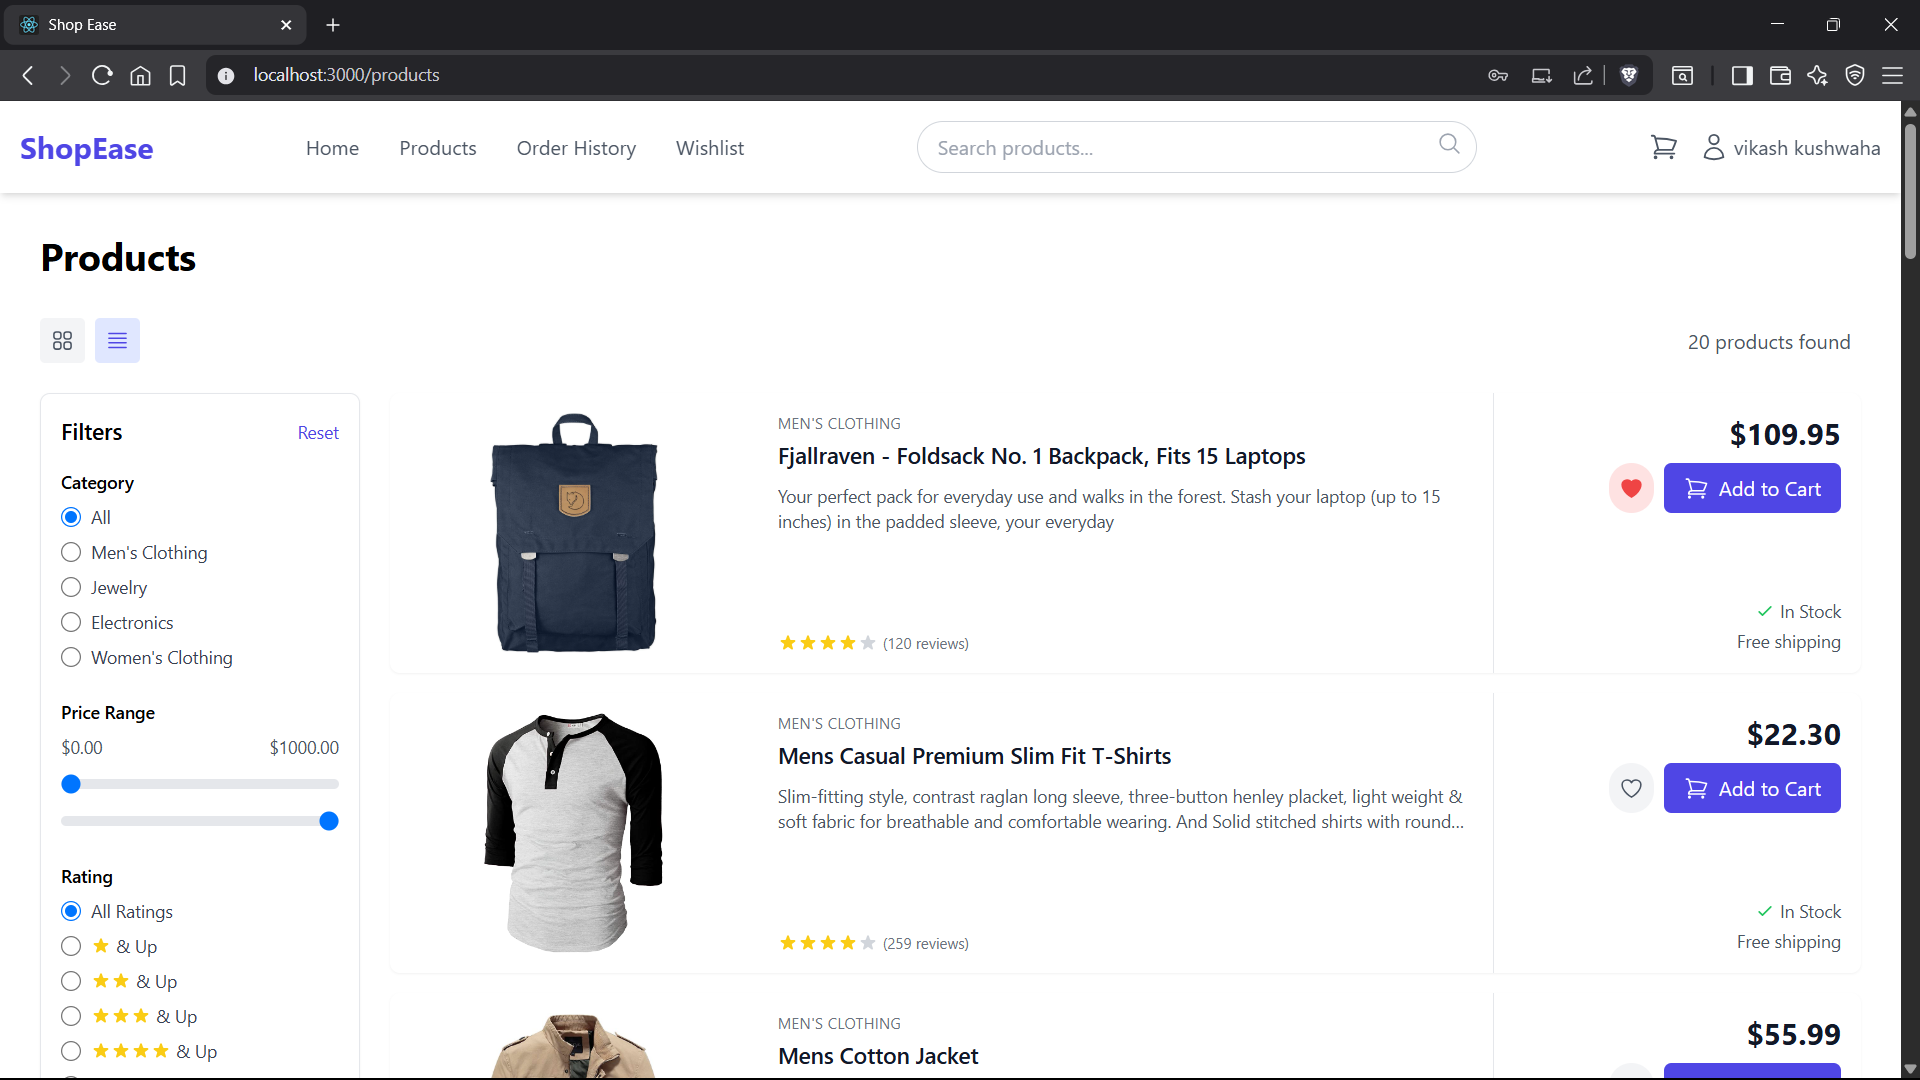 Shop Ease
localhost:3000/products
ShopEase
Home
Products
Order History
Wishlist
Search products...
vikash kushwaha
Products
20 products found
Filters
Reset
Category
All
Men's Clothing
Jewelry
Electronics
Women's Clothing
Price Range
$0.00
$1000.00
Rating
All Ratings
& Up
& Up
& Up
& Up
MEN'S CLOTHING
Fjallraven - Foldsack No. 1 Backpack, Fits 15 Laptops
Your perfect pack for everyday use and walks in the forest. Stash your laptop (up to 15
inches) in the padded sleeve, your everyday
(120 reviews)
$109.95
Add to Cart
In Stock
Free shipping
MEN'S CLOTHING
Mens Casual Premium Slim Fit T-Shirts
Slim-fitting style, contrast raglan long sleeve, three-button henley placket, light weight &
soft fabric for breathable and comfortable wearing. And Solid stitched shirts with round...
(259 reviews)
$22.30
Add to Cart
In Stock
Free shipping
MEN'S CLOTHING
Mens Cotton Jacket
$55.99